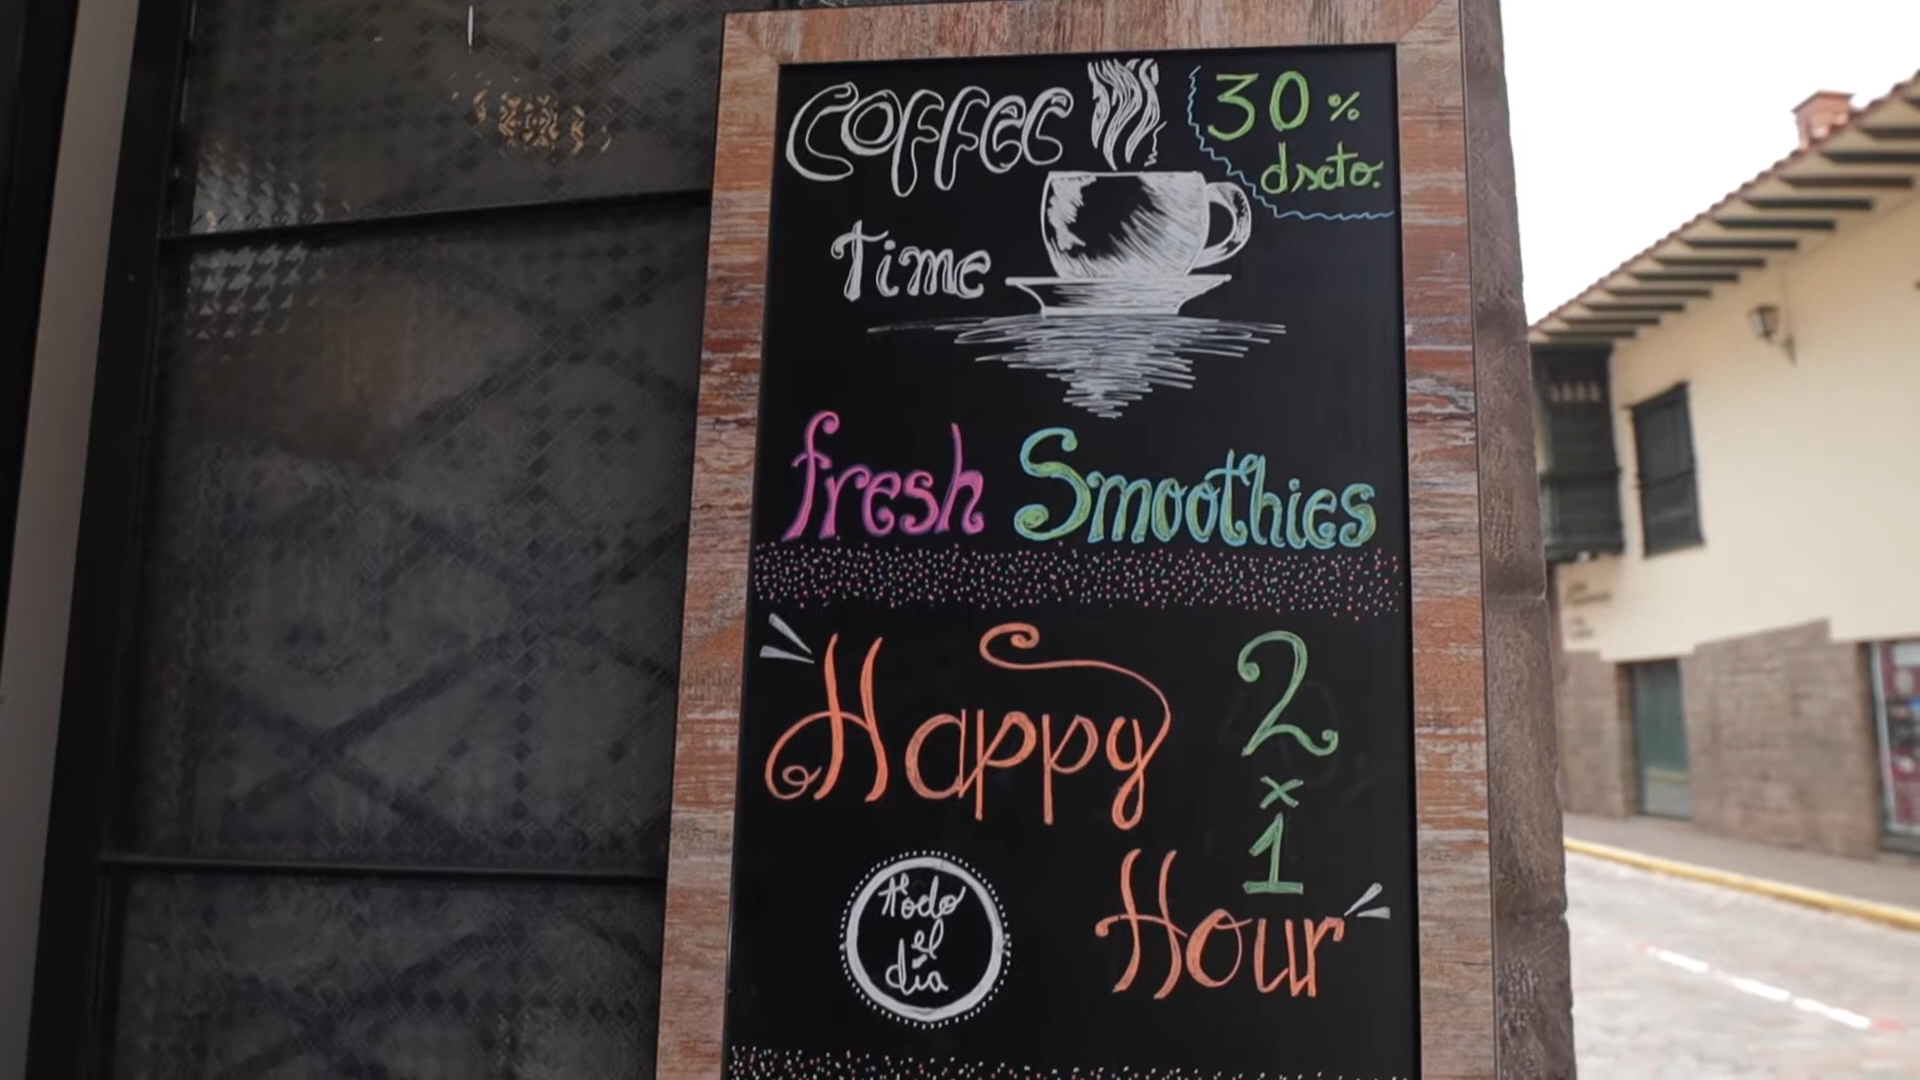 Coffee
30% dscto.
Time
fresh Smoothies
Happy
2
x
1
Hour
todo
el
día